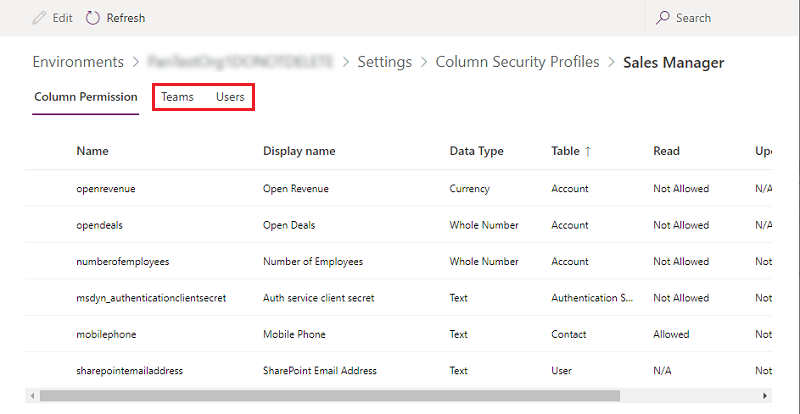 Edit Refresh Search
Environments > > Settings > Column Security Profiles > Sales Manager
Column Permission Teams Users
Name Display name Data Type Table ↑ Read
openrevenue Open Revenue Currency Account Not Allowed N/A
opendeals Open Deals Whole Number Account Not Allowed N/A
numberofemployees Number of Employees Whole Number Account Not Allowed Not
msdyn_authenticationclientsecret Auth service client secret Text Authentication S... Not Allowed Not
mobilephone Mobile Phone Text Contact Allowed Not
sharepointemailaddress SharePoint Email Address Text User N/A Not